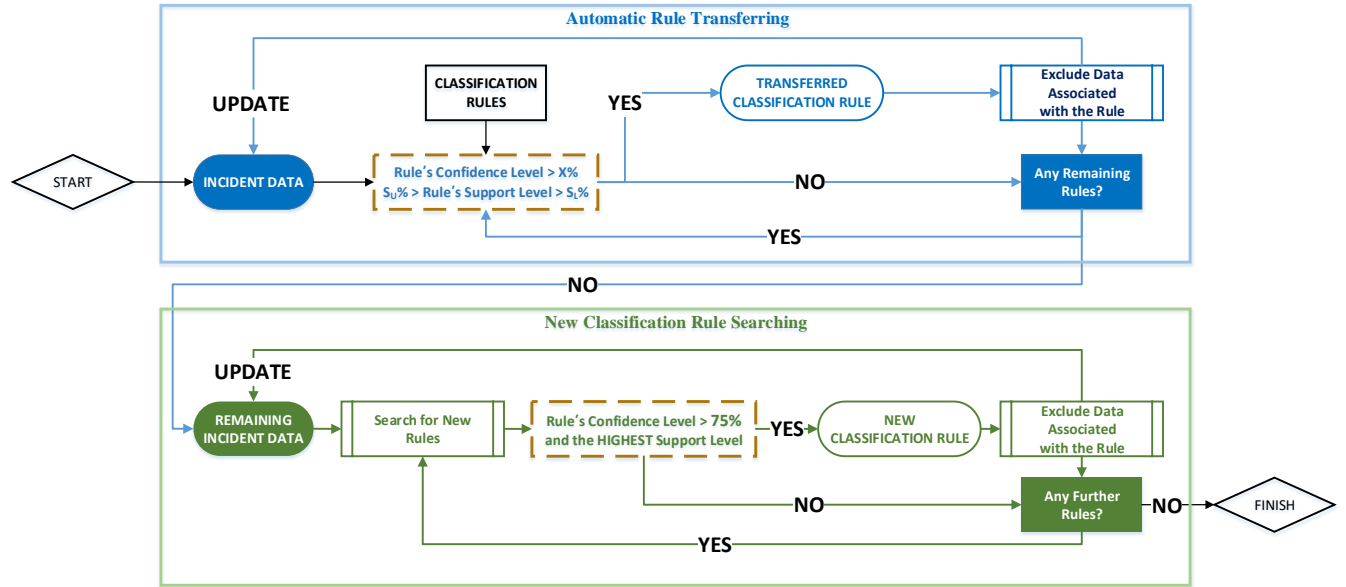 Automatic Rule Transferring
UPDATE
CLASSIFICATION
RULES
YES
TRANSFERRED
CLASSIFICATION RULE
Exclude Data
Associated
with the Rule
START
INCIDENT DATA
Rule´s Confidence Level > X%
S_U% > Rule´s Support Level > S_L%
NO
Any Remaining
Rules?
YES
NO
New Classification Rule Searching
UPDATE
REMAINING
INCIDENT DATA
Search for New
Rules
Rule´s Confidence Level > 75%
and the HIGHEST Support Level
YES
NEW
CLASSIFICATION RULE
Exclude Data
Associated
with the Rule
NO
Any Further
Rules?
NO
FINISH
YES